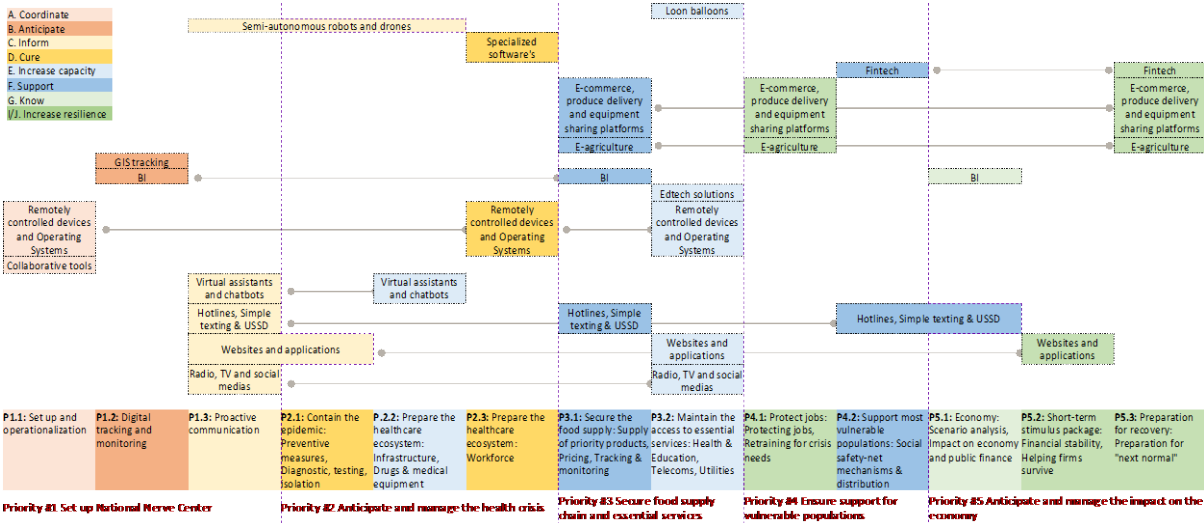 A. Coordinate
B. Anticipate
C. Inform
D. Cure
E. Increase capacity
F. Support
G. Know
I/J. Increase resilience
Semi-autonomous robots and drones
Loon balloons
Specialized
software's
Fintech
Fintech
E-commerce,
produce delivery
and equipment
sharing platforms
E-commerce,
produce delivery
and equipment
sharing platforms
E-commerce,
produce delivery
and equipment
sharing platforms
E-agriculture
E-agriculture
E-agriculture
GIS tracking
BI
BI
BI
Edtech solutions
Remotely
controlled devices
and Operating
Systems
Remotely
controlled devices
and Operating
Systems
Remotely
controlled devices
and Operating
Systems
Collaborative tools
Virtual assistants
and chatbots
Virtual assistants
and chatbots
Hotlines, Simple
texting & USSD
Hotlines, Simple
texting & USSD
Hotlines, Simple texting & USSD
Websites and applications
Websites and
applications
Websites and
applications
Radio, TV and social
medias
Radio, TV and social
medias
P1.1: Set up and
operationalization
P1.2: Digital
tracking and
monitoring
P1.3: Proactive
communication
P2.1: Contain the
epidemic:
Preventive
measures,
Diagnostic, testing,
isolation
P.2.2: Prepare the
healthcare
ecosystem:
Infrastructure,
Drugs & medical
equipment
P2.3: Prepare the
healthcare
ecosystem:
Workforce
P3.1: Secure the
food supply: Supply
of priority products,
Pricing, Tracking &
monitoring
P3.2: Maintain the
access to essential
services: Health &
Education,
Telecoms, Utilities
P4.1: Protect jobs:
Protecting jobs,
Retraining for crisis
needs
P4.2: Support most
vulnerable
populations: Social
safety-net
mechanisms &
distribution
P5.1: Economy:
Scenario analysis,
Impact on economy
and public finance
P5.2: Short-term
stimulus package:
Financial stability,
Helping firms
survive
P5.3: Preparation
for recovery:
Preparation for
"next normal"
Priority #1 Set up National Nerve Center
Priority #2 Anticipate and manage the health crisis
Priority #3 Secure food supply
chain and essential services
Priority #4 Ensure support for
vulnerable populations
Priority #5 Anticipate and manage the impact on the
economy